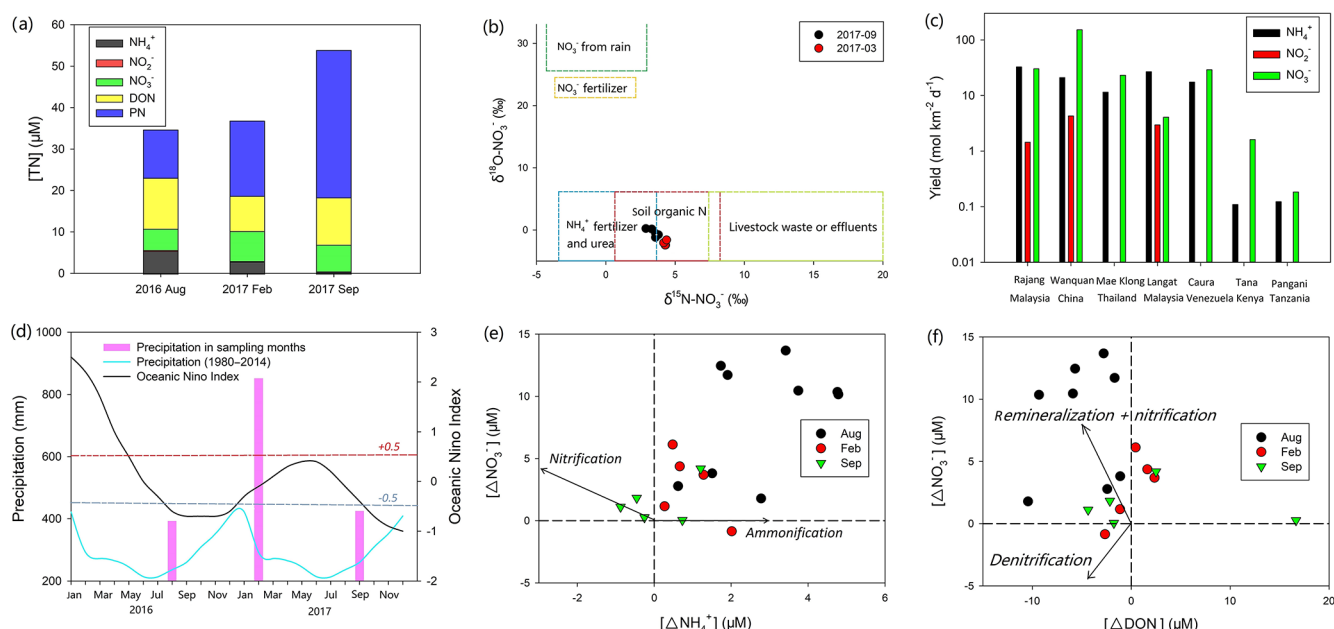 (a)
60
50
40
30
20
10
0
[TN] (μM)
NH₄⁺
NO₂⁻
NO₃⁻
DON
PN
2016 Aug
2017 Feb
2017 Sep
(b)
30
20
10
0
δ¹⁸O-NO₃⁻ (‰)
NO₃⁻ from rain
NO₃⁻ fertilizer
2017-09
2017-03
Soil organic N
NH₄⁺ fertilizer
and urea
Livestock waste or effluents
-5
0
5
10
15
20
δ¹⁵N-NO₃⁻ (‰)
(c)
100
10
1
0.1
0.01
Yield (mol km⁻² d⁻¹)
NH₄⁺
NO₂⁻
NO₃⁻
Rajang Wanquan Mae Klong Langat Caura Tana Pangani
Malaysia China Thailand Malaysia Venezuela Kenya Tanzania
(d)
1000
800
600
400
200
Precipitation (mm)
Precipitation in sampling months
Precipitation (1980–2014)
Oceanic Nino Index
+0.5
-0.5
3
2
1
0
-1
-2
Oceanic Nino Index
Jan Mar May Jul Sep Nov Jan Mar May Jul Sep Nov
2016 2017
(e)
15
10
5
0
-5
[△NO₃⁻] (μM)
Aug
Feb
Sep
Nitrification
Ammonification
-3
0
3
6
[△NH₄⁺] (μM)
(f)
15
10
5
0
-5
[△NO₃⁻] (μM)
Remineralization + nitrification
Aug
Feb
Sep
Denitrification
-10
0
10
20
[△DON] (μM)